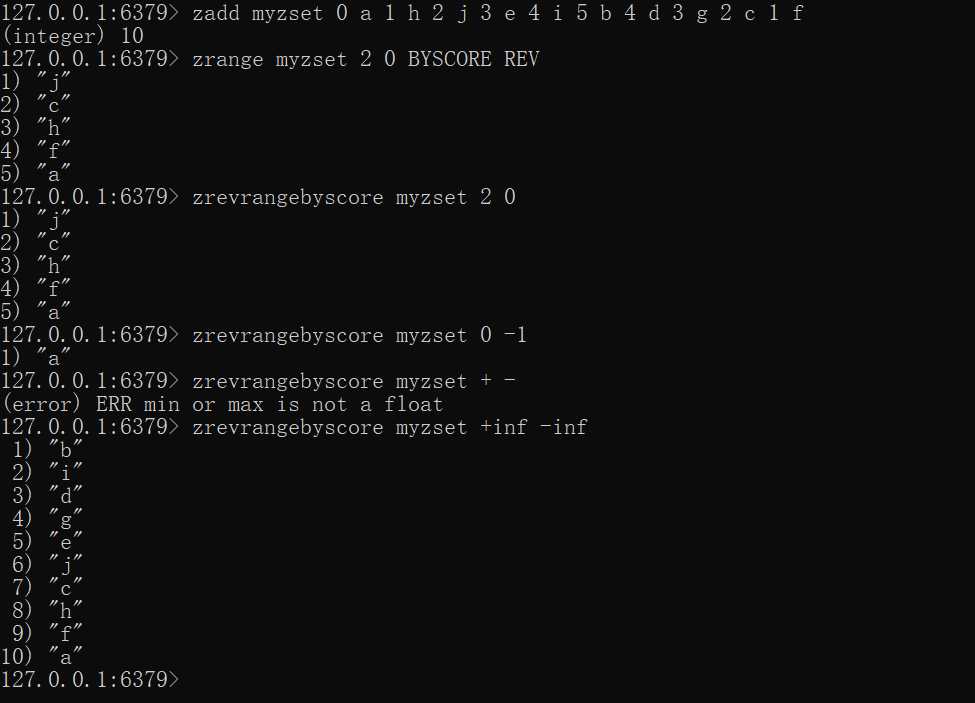 127.0.0.1:6379> zadd myzset 0 a 1 h 2 j 3 e 4 i 5 b 4 d 3 g 2 c 1 f
(integer) 10
127.0.0.1:6379> zrange myzset 2 0 BYSCORE REV
1) "j"
2) "c"
3) "h"
4) "f"
5) "a"
127.0.0.1:6379> zrevrangebyscore myzset 2 0
1) "j"
2) "c"
3) "h"
4) "f"
5) "a"
127.0.0.1:6379> zrevrangebyscore myzset 0 -1
1) "a"
127.0.0.1:6379> zrevrangebyscore myzset + -
(error) ERR min or max is not a float
127.0.0.1:6379> zrevrangebyscore myzset +inf -inf
 1) "b"
 2) "i"
 3) "d"
 4) "g"
 5) "e"
 6) "j"
 7) "c"
 8) "h"
 9) "f"
10) "a"
127.0.0.1:6379>